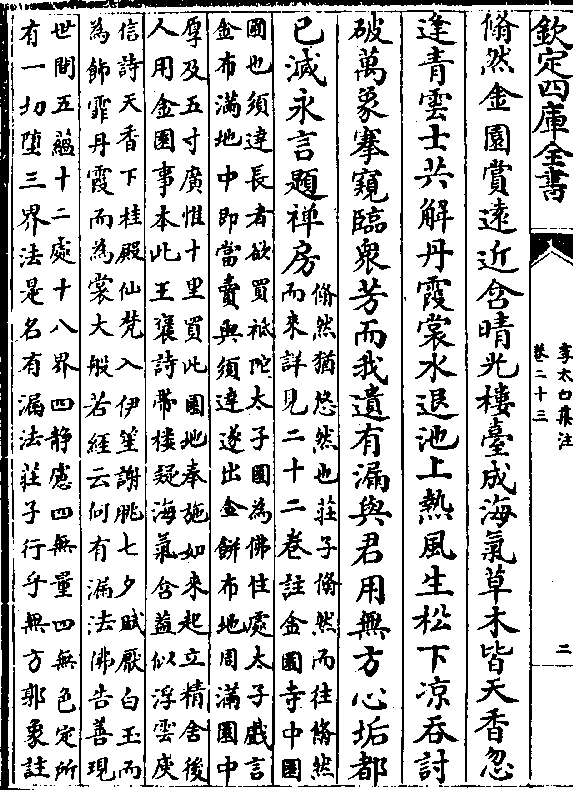 欽定四庫全書
李太白集注
卷二十三
二
翛然金園賞遠近含晴光樓臺成海氣草木皆天香忽
逢青雲士共解丹霞裳水退池上熱風生松下凉吞討
破萬象搴窺臨衆芳而我遺有漏與君用無方心垢都
已滅永言題禪房
翛然猶悠然也莊子翛然而往翛然
而來詳見二十二卷註金園寺中園
園也須達長者欲買祗陀太子園為佛住處太子戲言
金布滿地中即當賣與須達遂出金餅布地周滿園中
厚及五寸廣惟十里買此園地奉施如來起立精舍後
人用金園事本此王褒詩帶樓疑海氣含蓋似浮雲庾
信詩天香下桂殿仙梵入伊笙謝朓七夕賦厭白玉而
為飾霏丹霞而為裳大般若經云何有漏法佛告善現
世間五藴十二處十八界四静慮四無量四無色定所
有一切墮三界法是名有漏法莊子行乎無方郭象註